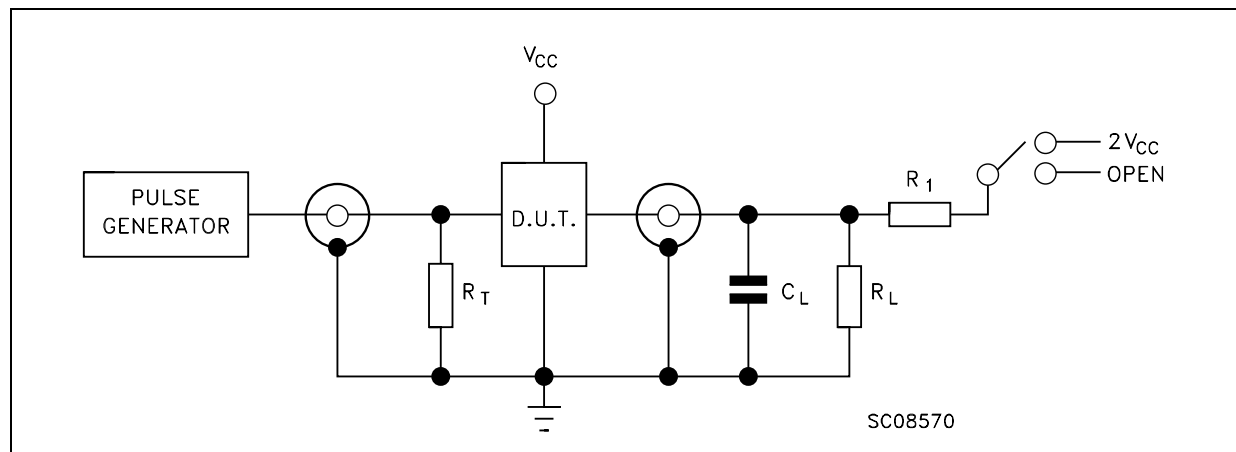 VCC
2VCC
OPEN
R1
PULSE
GENERATOR
D.U.T.
RT
CL
RL
SC08570